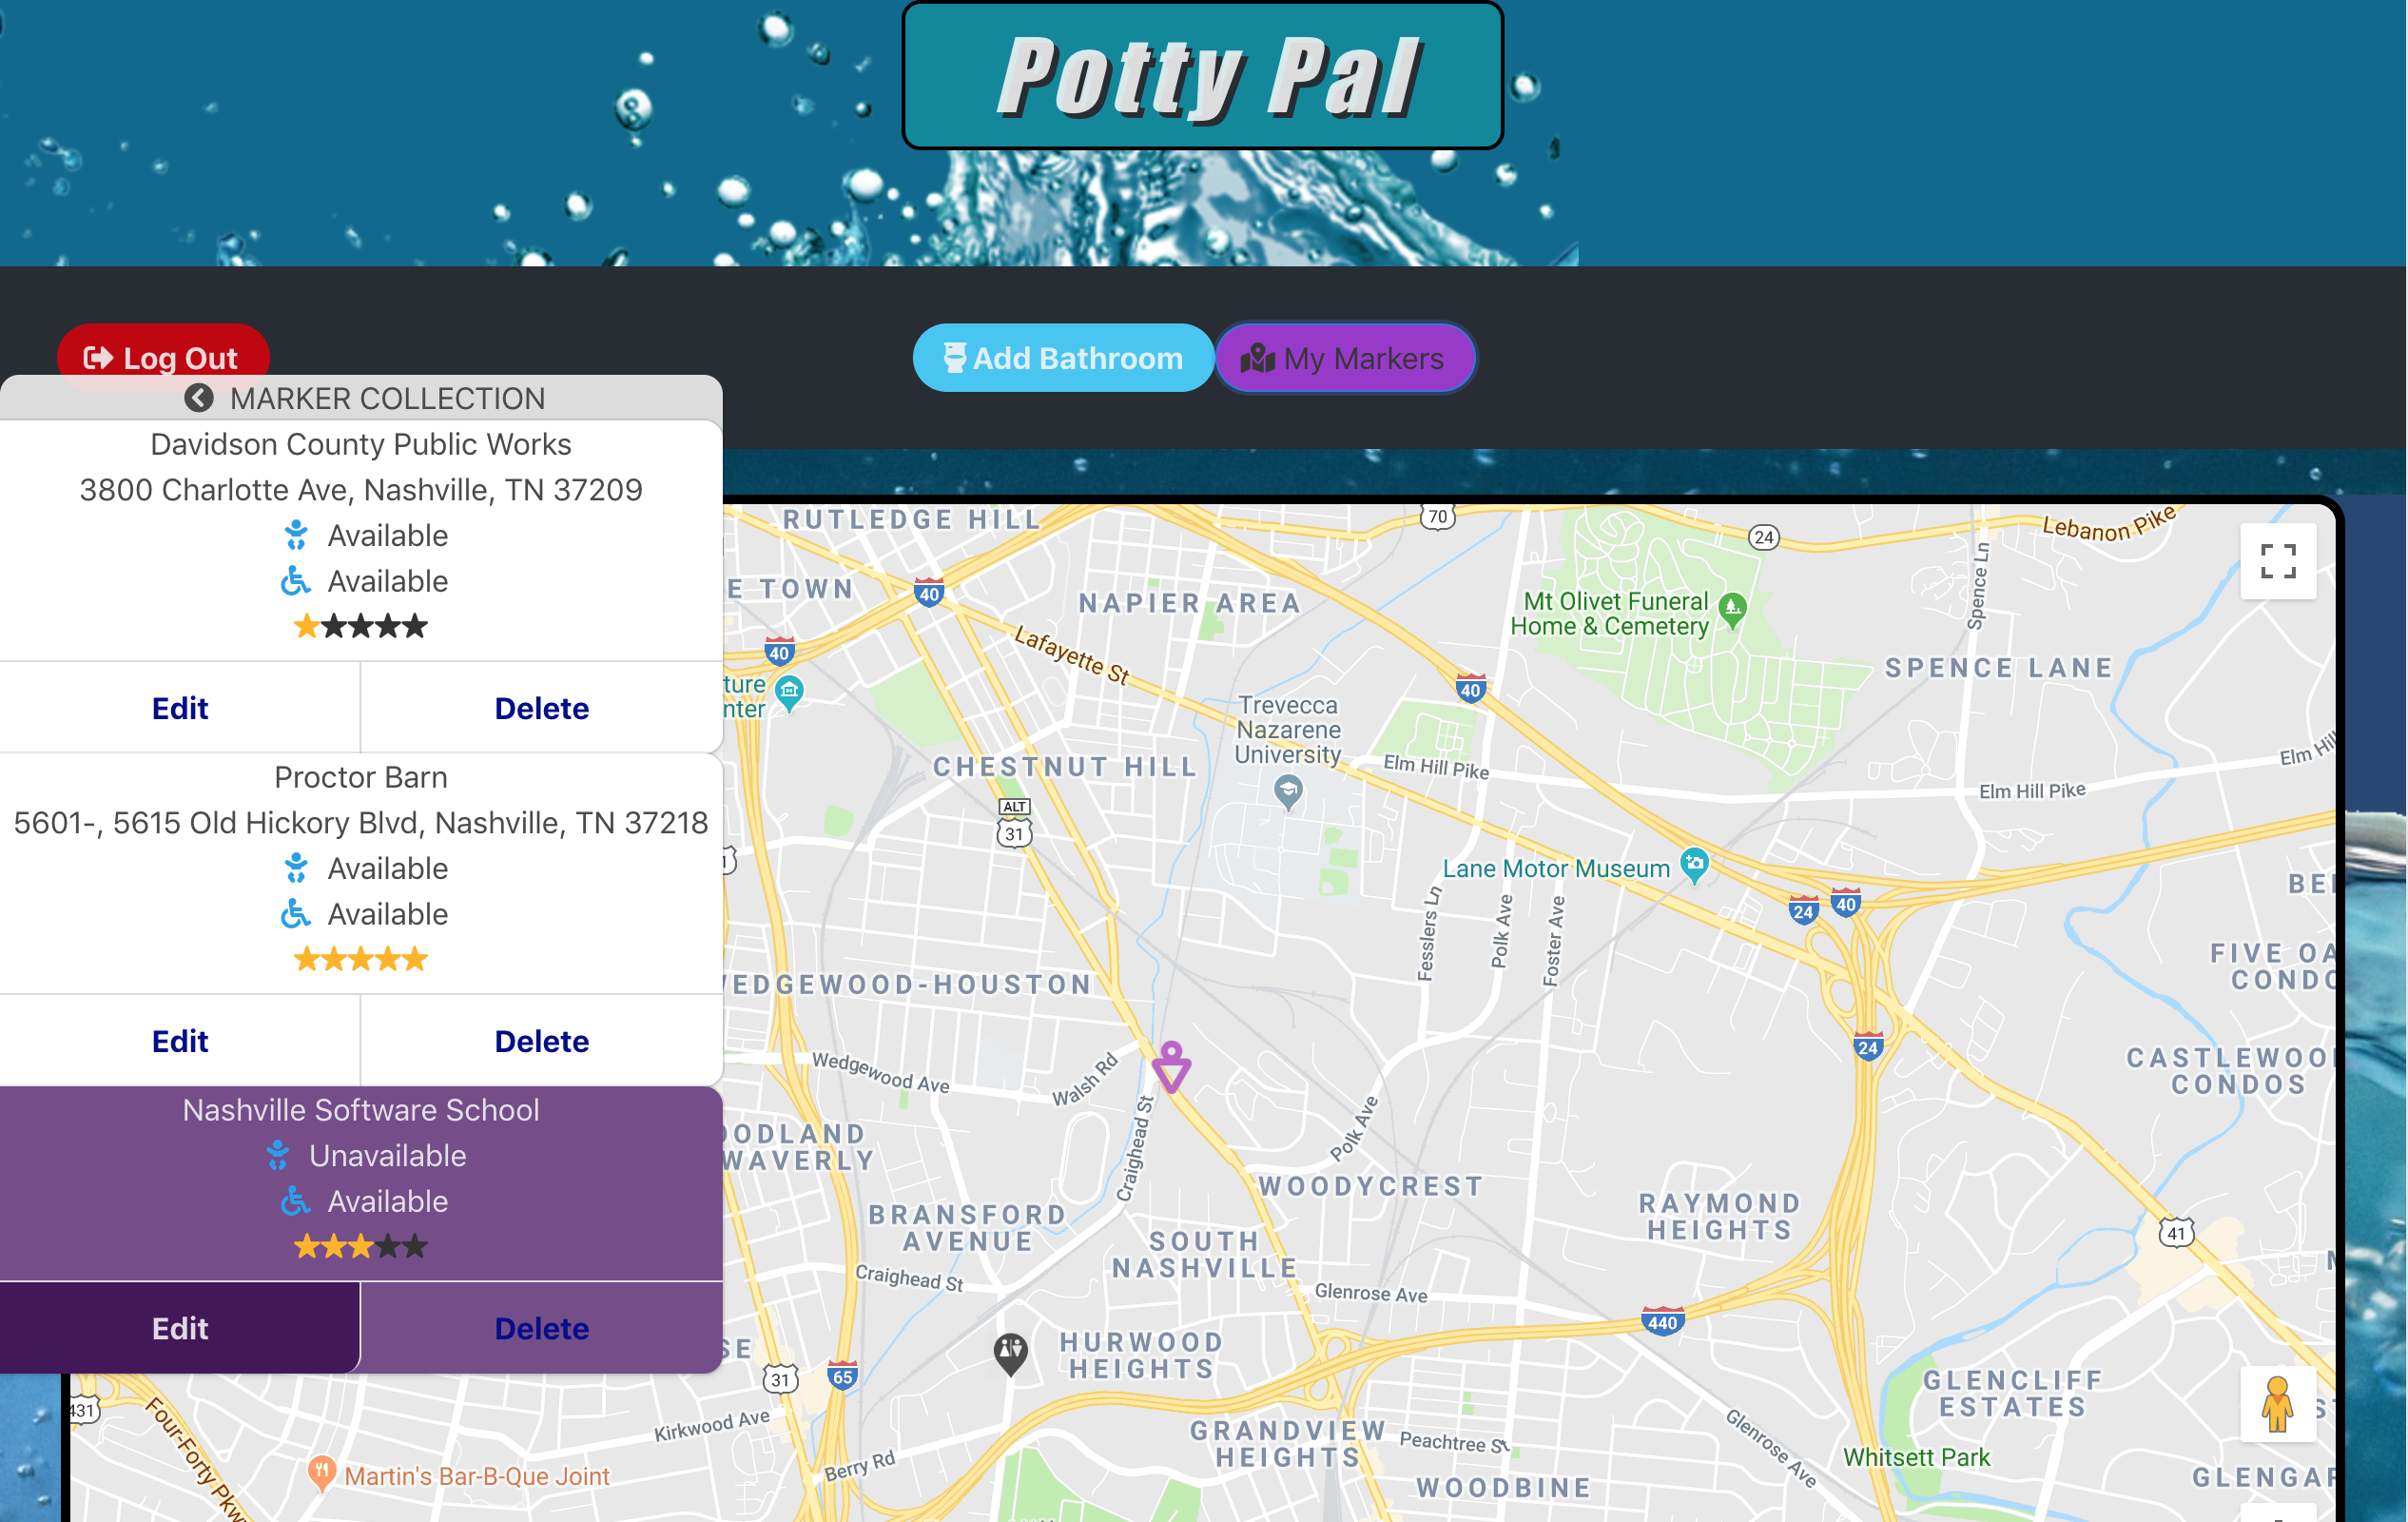 Potty Pal
Log Out
Add Bathroom
My Markers
MARKER COLLECTION
Davidson County Public Works
3800 Charlotte Ave, Nashville, TN 37209
Available
Available
Edit
Delete
Proctor Barn
5601-, 5615 Old Hickory Blvd, Nashville, TN 37218
Available
Available
Edit
Delete
Nashville Software School
Unavailable
Available
Edit
Delete
RUTLEDGE HILL
70
24
Lebanon Pike
Spence Ln
E TOWN
40
NAPIER AREA
Mt Olivet Funeral
Home & Cemetery
40
Lafayette St
SPENCE LANE
ture
nter
40
Trevecca
Nazarene
University
CHESTNUT HILL
Elm Hill Pike
Elm Hill
Elm Hill Pike
ALT
31
Lane Motor Museum
24
40
Fesslers Ln
Polk Ave
Foster Ave
BEL
FIVE OA
CONDO
EDGEWOOD-HOUSTON
24
Wedgewood Ave
Walsh Rd
CASTLEWOO
CONDOS
Craighead St
Polk Ave
ODLAND
WAVERLY
WOODYCREST
RAYMOND
HEIGHTS
BRANSFORD
AVENUE
SOUTH
NASHVILLE
41
Craighead St
Glenrose Ave
440
SE
HURWOOD
HEIGHTS
31
65
GLENCLIFF
ESTATES
431
Four-Forty Pkwy
Kirkwood Ave
GRANDVIEW
HEIGHTS
Peachtree St
Glenrose Ave
Whitsett Park
Martin's Bar-B-Que Joint
Berry Rd
WOODBINE
GLENGAR